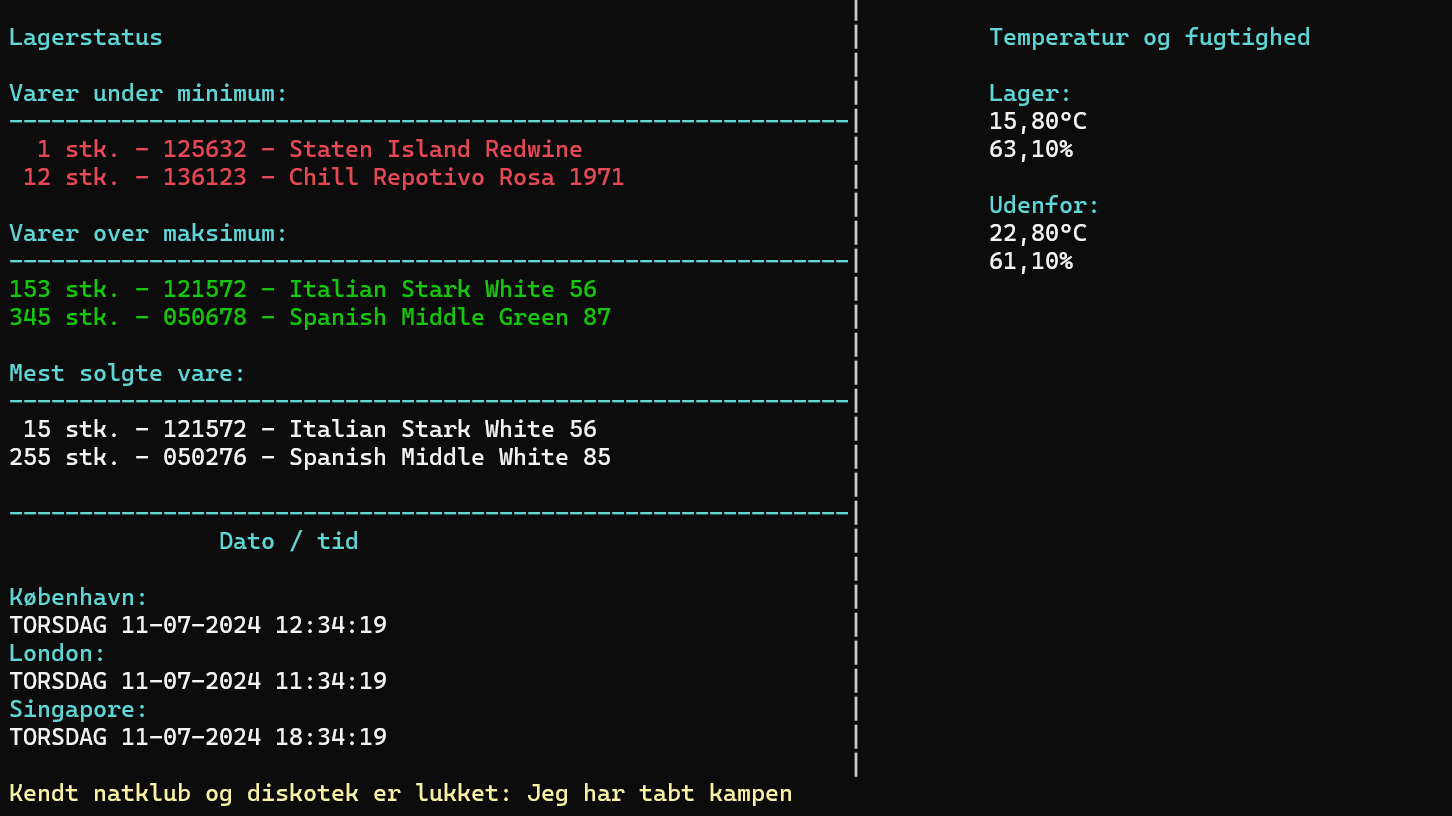 Lagerstatus
Varer under minimum:
1 stk. - 125632 - Staten Island Redwine
12 stk. - 136123 - Chill Repotivo Rosa 1971
Varer over maksimum:
153 stk. - 121572 - Italian Stark White 56
345 stk. - 050678 - Spanish Middle Green 87
Mest solgte vare:
15 stk. - 121572 - Italian Stark White 56
255 stk. - 050276 - Spanish Middle White 85
Dato / tid
København:
TORSDAG 11-07-2024 12:34:19
London:
TORSDAG 11-07-2024 11:34:19
Singapore:
TORSDAG 11-07-2024 18:34:19
Temperatur og fugtighed
Lager:
15,80°C
63,10%
Udenfor:
22,80°C
61,10%
Kendt natklub og diskotek er lukket: Jeg har tabt kampen